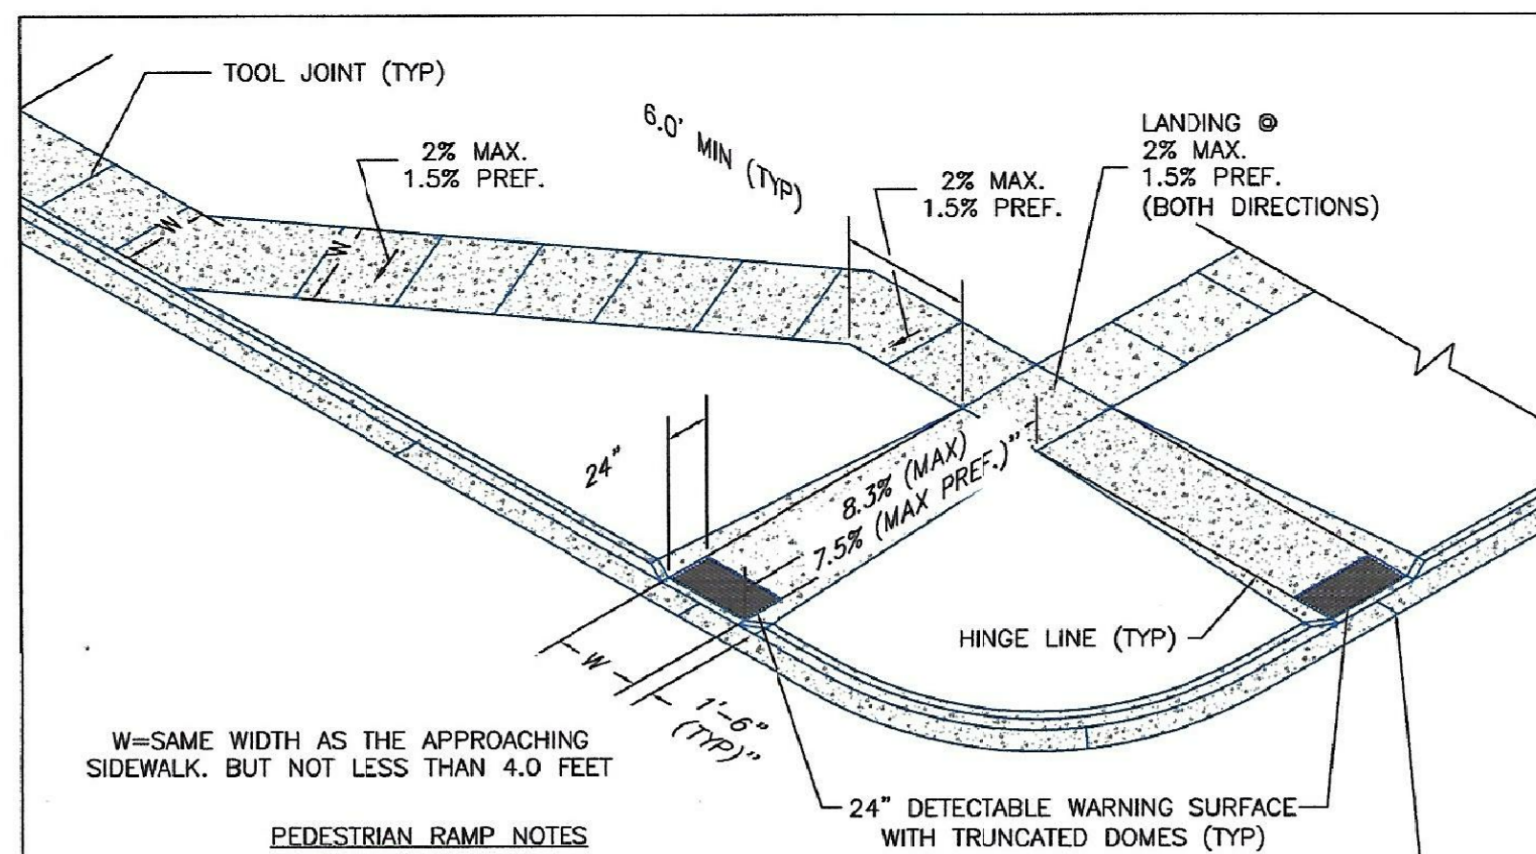 TOOL JOINT (TYP)
2% MAX.
1.5% PREF.
6.0' MIN (TYP)
2% MAX.
1.5% PREF.
LANDING @
2% MAX.
1.5% PREF.
(BOTH DIRECTIONS)
W
W
24"
8.3% (MAX)
7.5% (MAX PREF.)"
HINGE LINE (TYP)
W
1'-6"
(TYP)"
W=SAME WIDTH AS THE APPROACHING
SIDEWALK. BUT NOT LESS THAN 4.0 FEET
24" DETECTABLE WARNING SURFACE
WITH TRUNCATED DOMES (TYP)
PEDESTRIAN RAMP NOTES